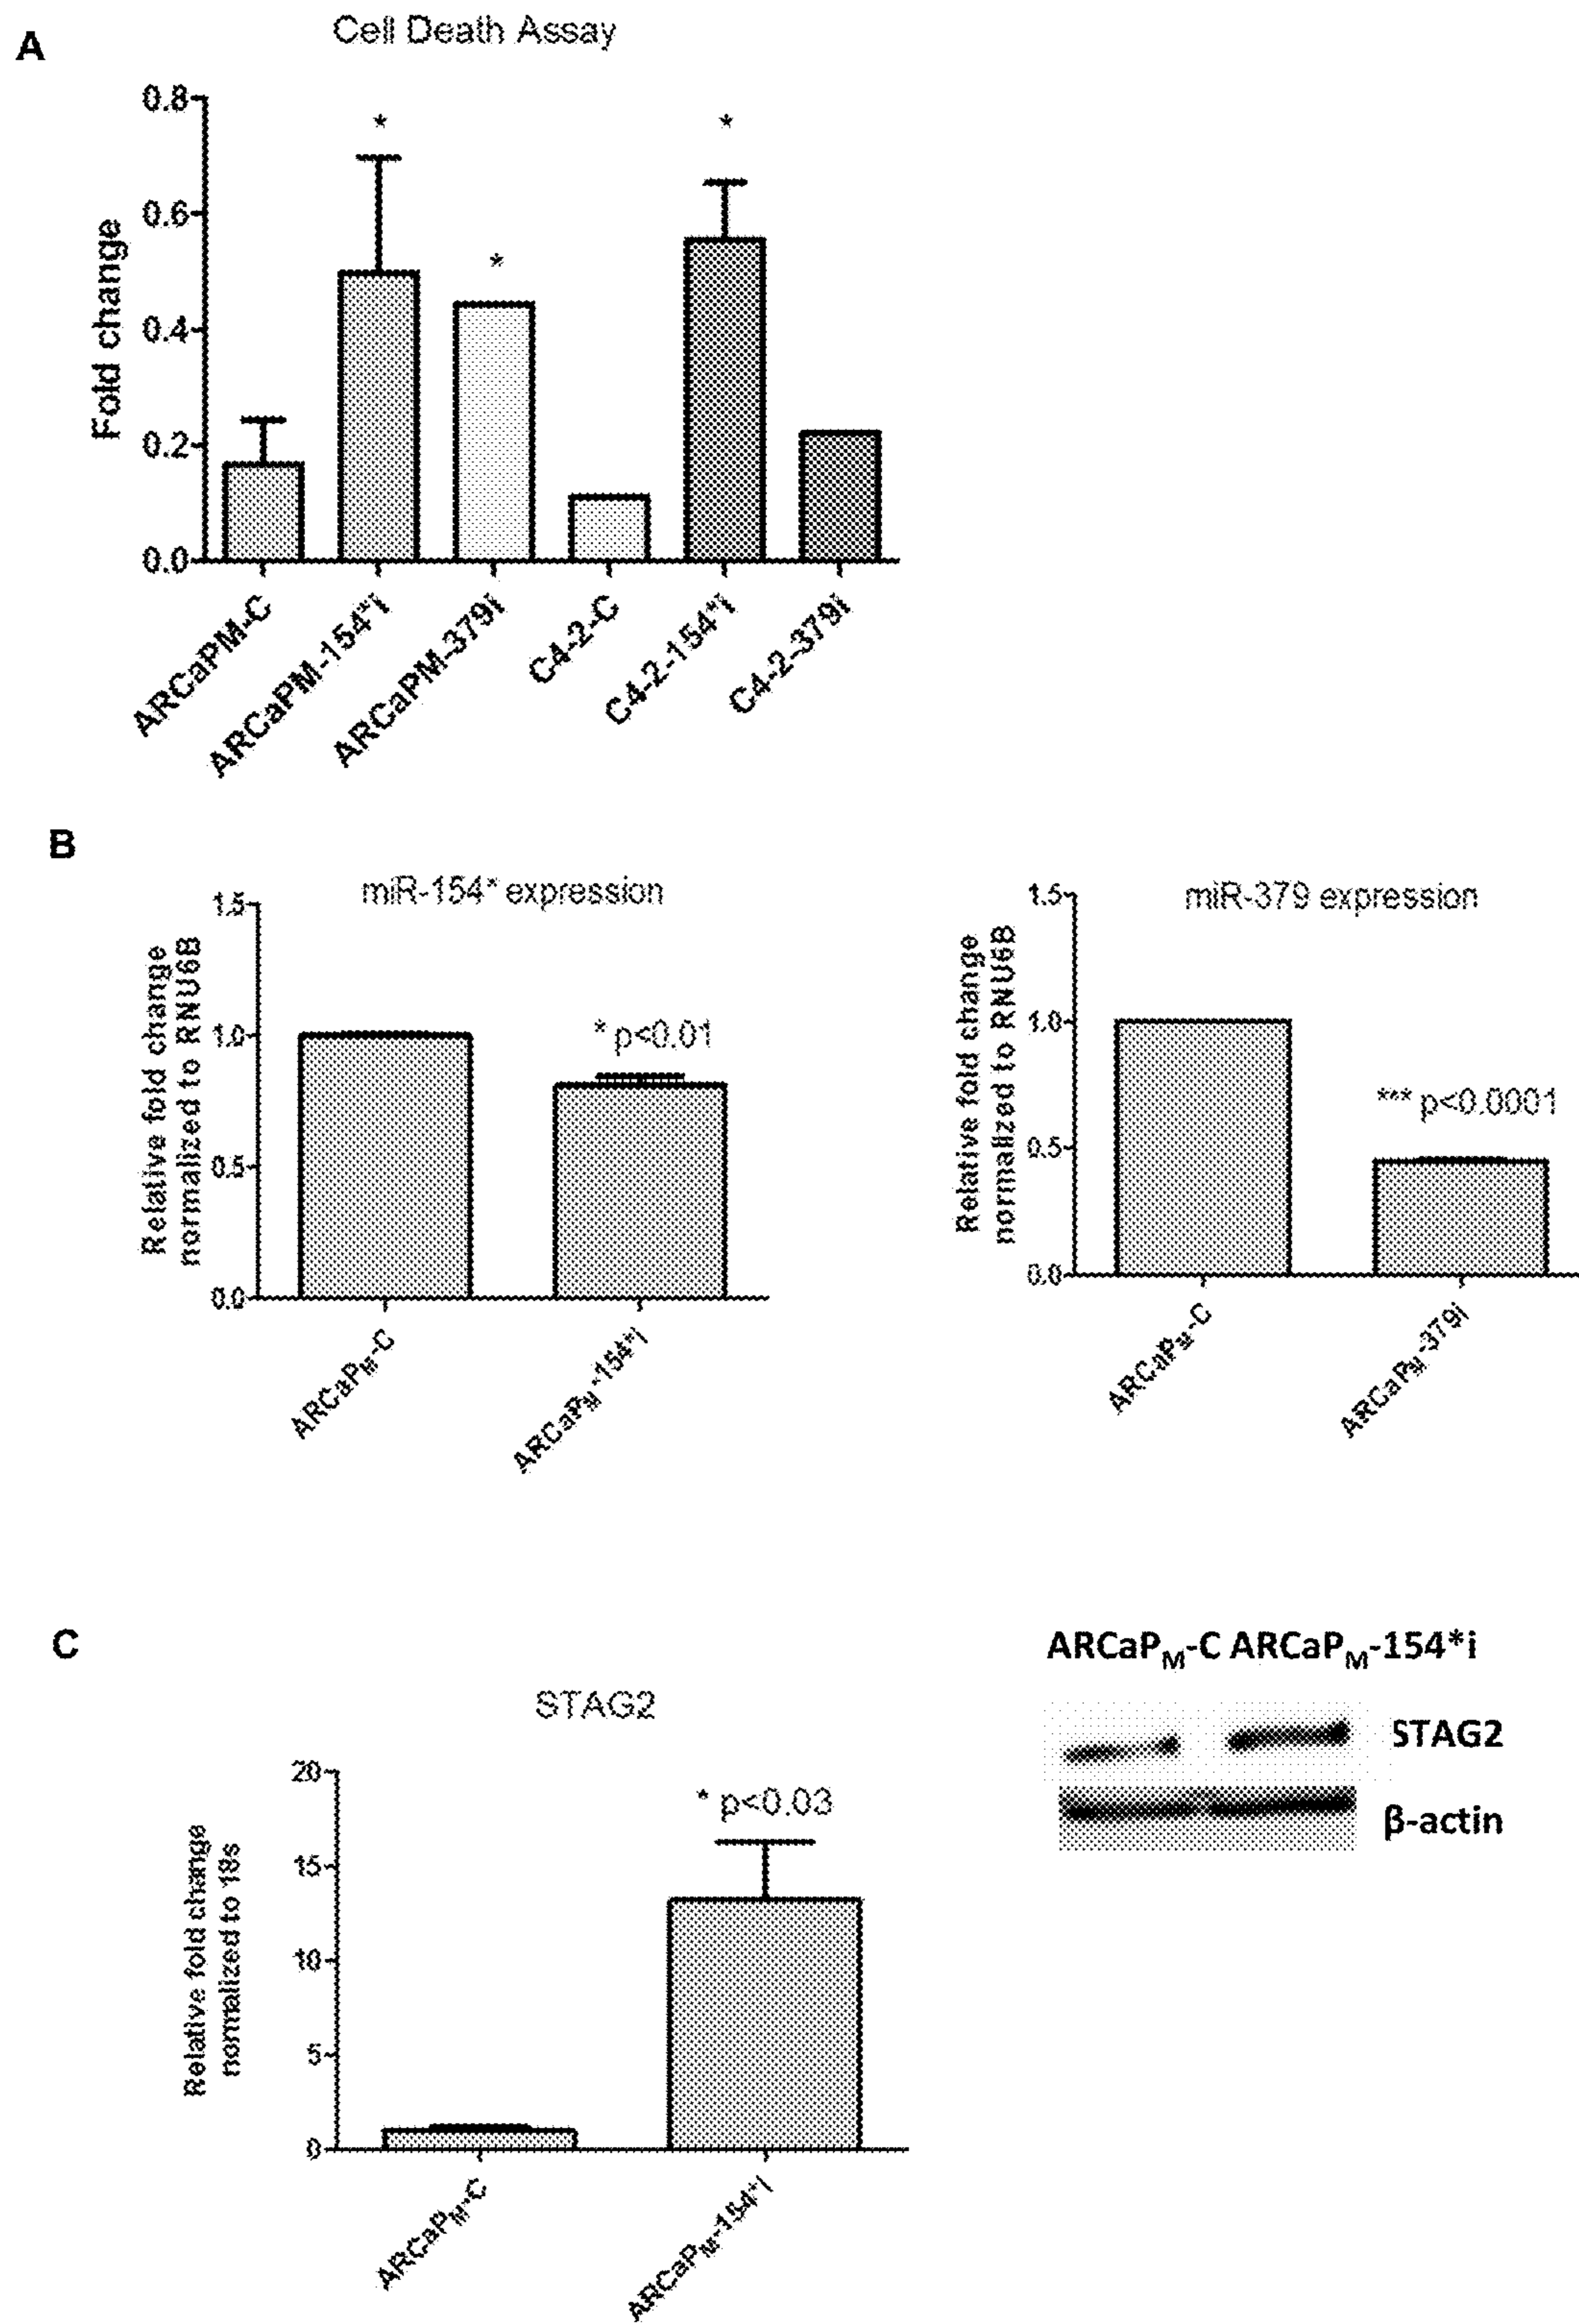 A
Cell Death Assay
Fold change
0.8
0.6
0.4
0.2
0.0
*
*
*
ARCaPM-C
ARCaPM-154*i
ARCaPM-379i
C4-2-C
C4-2-154*i
C4-2-379i
B
miR-154* expression
Relative fold change
normalized to RNU6B
1.5
1.0
0.5
0.0
* p<0.01
ARCaPM-C
ARCaPM-154*i
miR-379 expression
Relative fold change
normalized to RNU6B
1.5
1.0
0.5
0.0
*** p<0.0001
ARCaPM-C
ARCaPM-379i
C
STAG2
Relative fold change
normalized to 18s
20
15
10
5
0
* p<0.03
ARCaPM-C
ARCaPM-154*i
ARCaPM-C ARCaPM-154*i
STAG2
β-actin